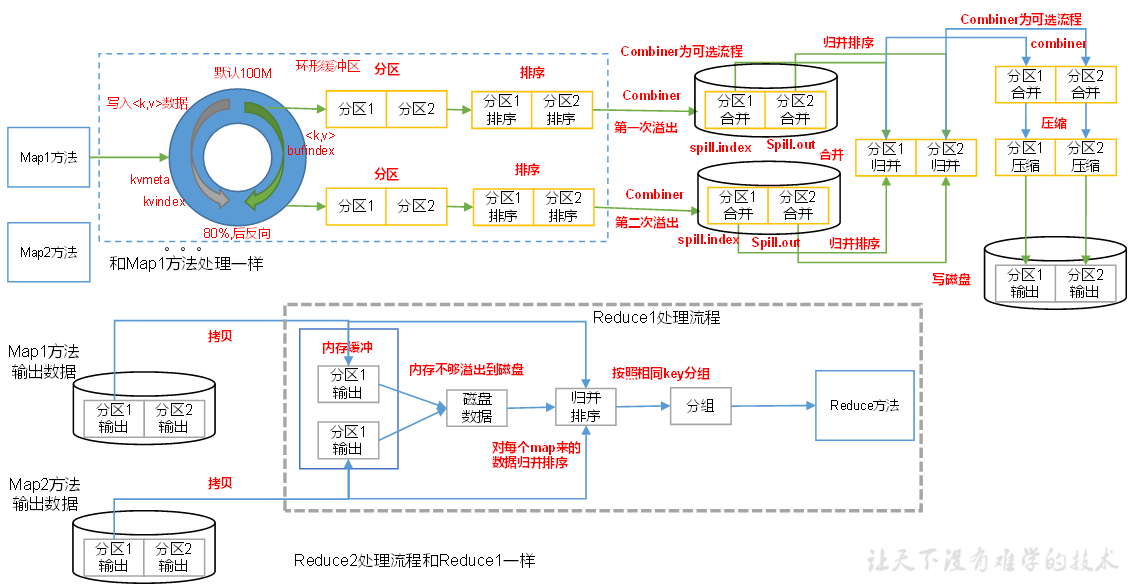 Combiner为可选流程
归并排序
Combiner为可选流程
combiner
默认100M
环形缓冲区
分区
排序
写入<k,v>数据
分区1
分区2
分区1
排序
分区2
排序
Combiner
第一次溢出
分区1
合并
分区2
合并
spill.index
Spill.out
分区1
合并
分区2
合并
压缩
Map1方法
<k,v>
bufindex
kvmeta
kvindex
80%,后反向
分区
排序
分区1
分区2
分区1
排序
分区2
排序
Combiner
第二次溢出
合并
分区1
合并
分区2
合并
spill.index
Spill.out
归并排序
分区1
归并
分区2
归并
分区1
压缩
分区2
压缩
写磁盘
分区1
输出
分区2
输出
Map2方法
。。。
和Map1方法处理一样
Reduce1处理流程
拷贝
Map1方法
输出数据
分区1
输出
分区2
输出
内存缓冲
分区1
输出
分区1
输出
内存不够溢出到磁盘
磁盘
数据
归并
排序
对每个map来的
数据归并排序
按照相同key分组
分组
Reduce方法
拷贝
Map2方法
输出数据
分区1
输出
分区2
输出
Reduce2处理流程和Reduce1一样
让天下没有难学的技术